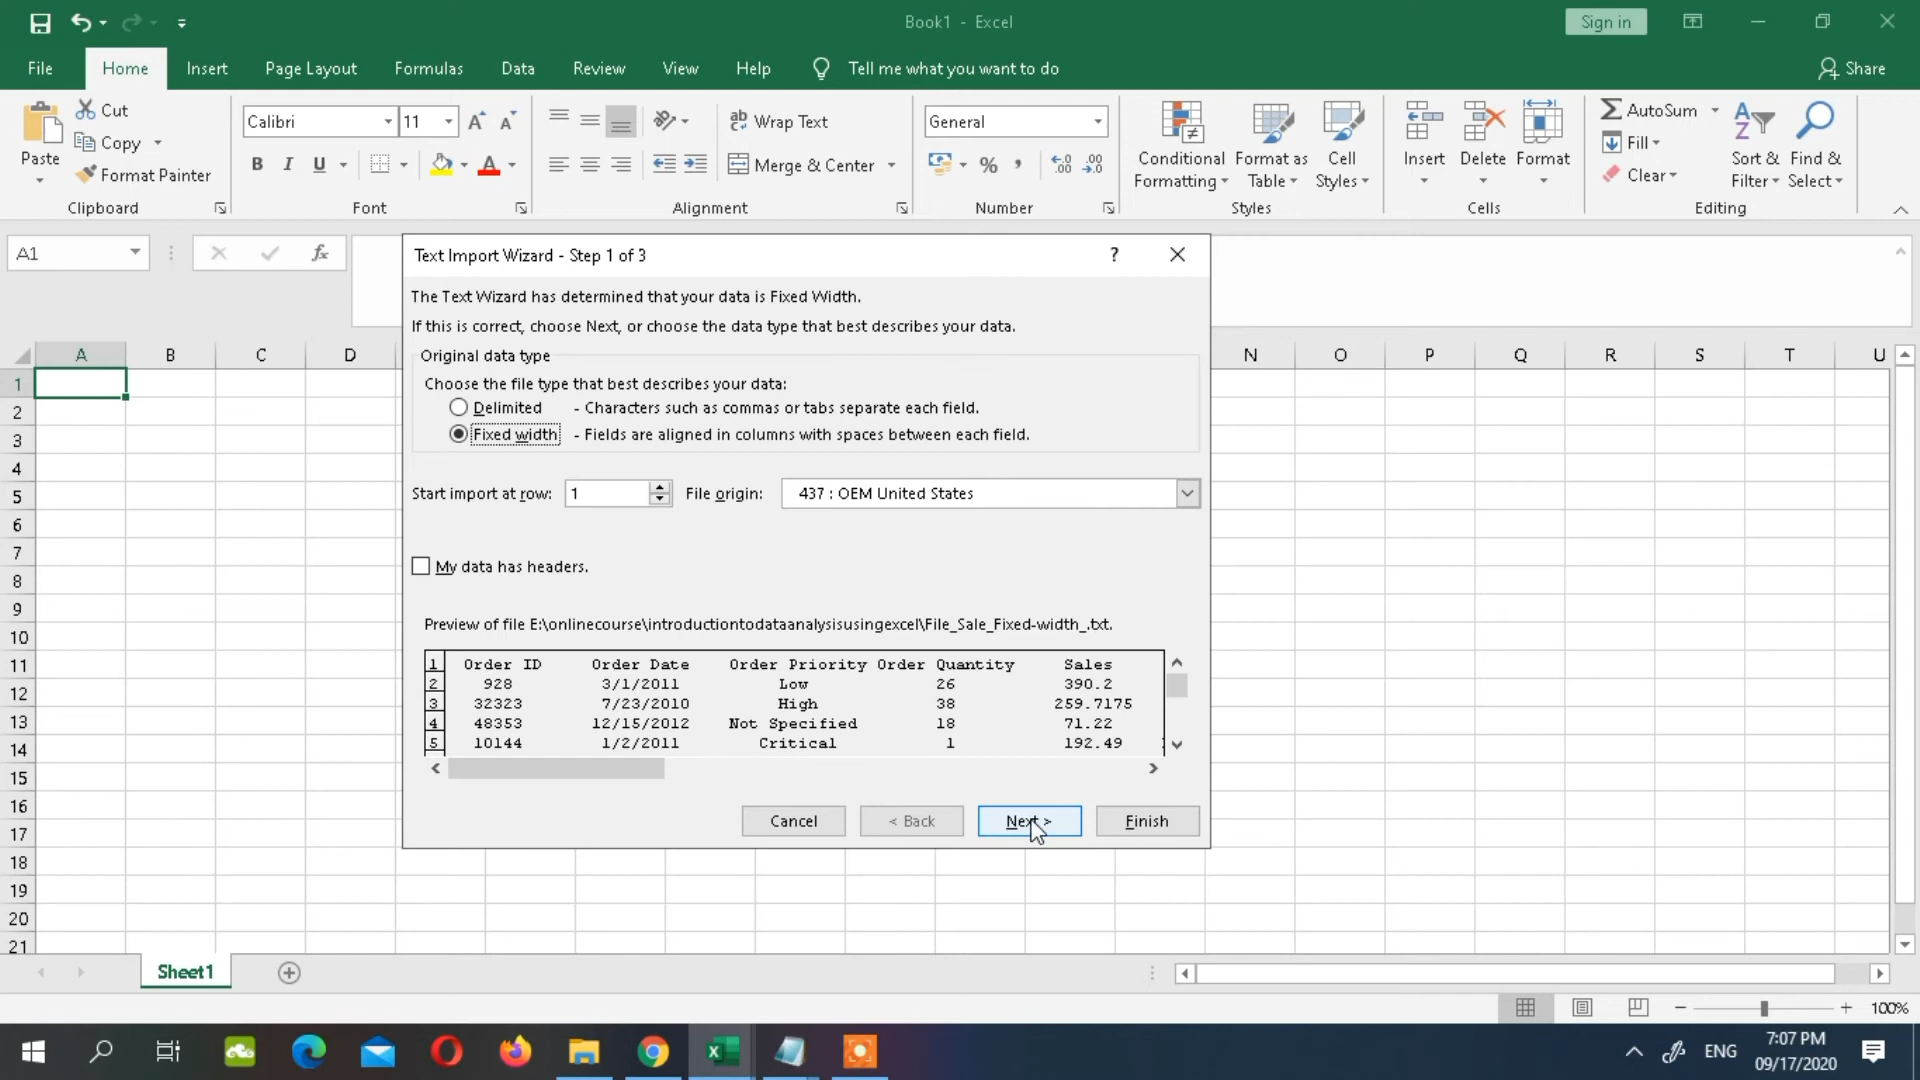 Book1 - Excel
Sign in
File
Home
Insert
Page Layout
Formulas
Data
Review
View
Help
Tell me what you want to do
Share
Paste
Cut
Copy
Format Painter
Clipboard
Calibri
11
A
A
B
I
U
A
Font
ab
Wrap Text
Merge & Center
Alignment
General
%
,
.00
.00
Number
Conditional Formatting
Format as Table
Cell Styles
Styles
Insert
Delete
Format
Cells
AutoSum
Fill
Clear
Sort & Filter
Find & Select
Editing
A1
fx
Text Import Wizard - Step 1 of 3
?
The Text Wizard has determined that your data is Fixed Width.
If this is correct, choose Next, or choose the data type that best describes your data.
Original data type
Choose the file type that best describes your data:
Delimited - Characters such as commas or tabs separate each field.
Fixed width - Fields are aligned in columns with spaces between each field.
Start import at row: 1 File origin: 437 : OEM United States
My data has headers.
Preview of file E:\onlinecourse\introductiontodataanalysisusingexcel\File_Sale_Fixed-width_.txt.
1 Order ID Order Date Order Priority Order Quantity Sales
2 928 3/1/2011 Low 26 390.2
3 32323 7/23/2010 High 38 259.7175
4 48353 12/15/2012 Not Specified 18 71.22
5 10144 1/2/2011 Critical 1 192.49
Cancel
< Back
Next >
Finish
A B C D N O P Q R S T U
1
2
3
4
5
6
7
8
9
10
11
12
13
14
15
16
17
18
19
20
21
Sheet1
100%
ENG
7:07 PM
09/17/2020